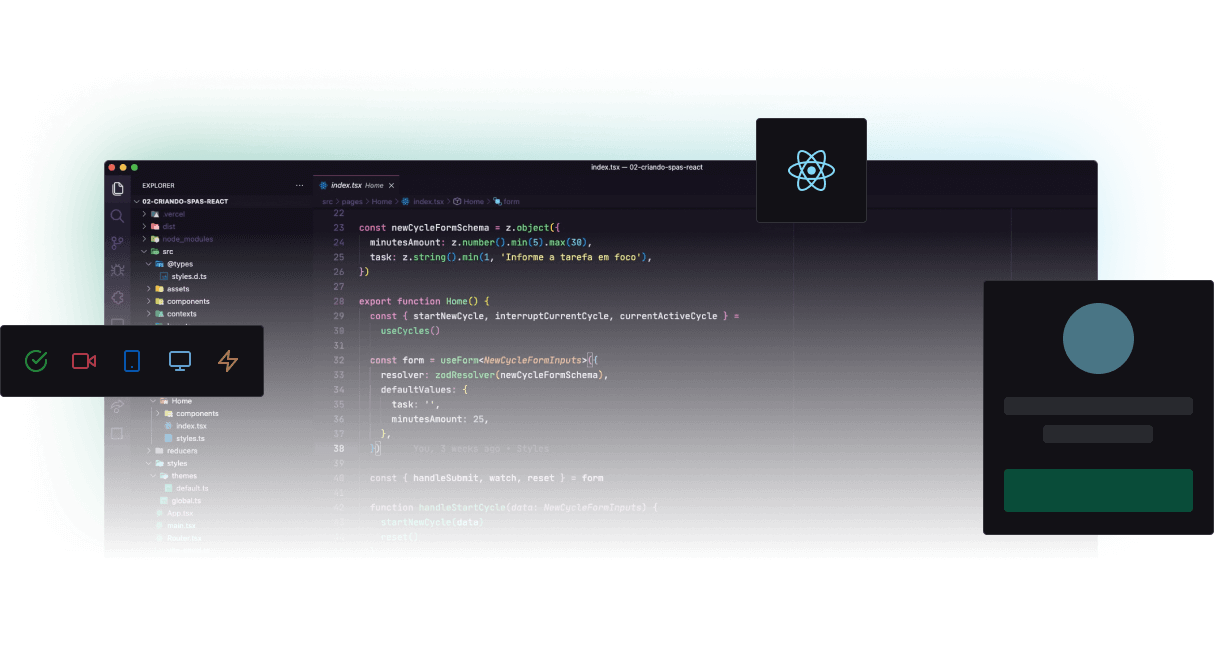 index.tsx — 02-criando-spas-react
EXPLORER ···
02-CRIANDO-SPAS-REACT
.vercel
dist
node_modules
src
@types
styles.d.ts
assets
components
contexts
Home
components
index.tsx
styles.ts
reducers
styles
themes
default.ts
global.ts
App.tsx
main.tsx
Router.tsx
index.tsx Home ×
src > pages > Home > index.tsx > Home > form
22
23 const newCycleFormSchema = z.object({
24 minutesAmount: z.number().min(5).max(30),
25 task: z.string().min(1, 'Informe a tarefa em foco'),
26 })
27
28 export function Home() {
29 const { startNewCycle, interruptCurrentCycle, currentActiveCycle } =
30 useCycles()
31
32 const form = useForm<NewCycleFormInputs>({
33 resolver: zodResolver(newCycleFormSchema),
34 defaultValues: {
35 task: '',
36 minutesAmount: 25,
37 },
38 }) You, 3 weeks ago • Styles
39
40 const { handleSubmit, watch, reset } = form
41
42 function handleStartCycle(data: NewCycleFormInputs) {
43 startNewCycle(data)
reset()